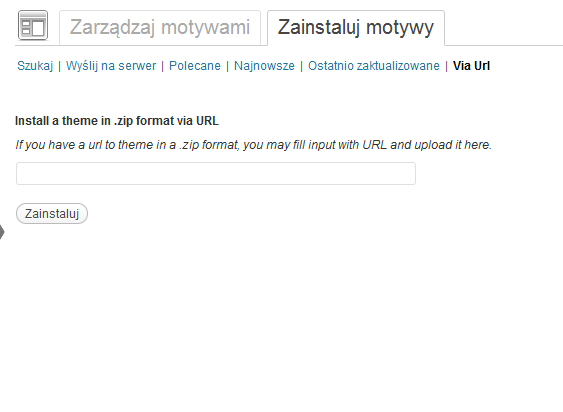 Zarządzaj motywami Zainstaluj motywy
Szukaj | Wyślij na serwer | Polecane | Najnowsze | Ostatnio zaktualizowane | Via Url
Install a theme in .zip format via URL
If you have a url to theme in a .zip format, you may fill input with URL and upload it here.
Zainstaluj